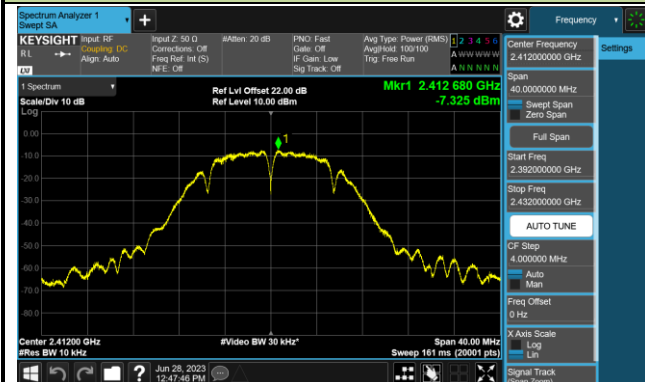 Spectrum Analyzer 1
Swept SA
+
Frequency
KEYSIGHT
Input: RF
Coupling: DC
Align: Auto
Input Z: 50 Ω
Corrections: Off
Freq Ref: Int (S)
NFE: Off
#Atten: 20 dB
PNO: Fast
Gate: Off
IF Gain: Low
Sig Track: Off
Avg Type: Power (RMS)
Avg|Hold: 100/100
Trig: Free Run
1 2 3 4 5 6
A W W W W W
A N N N N N
R L
LXI
1 Spectrum
Scale/Div 10 dB
Log
Ref Lvl Offset 22.00 dB
Ref Level 10.00 dBm
Mkr1 2.412 680 GHz
-7.325 dBm
1
0.00
-10.0
-20.0
-30.0
-40.0
-50.0
-60.0
-70.0
-80.0
Center 2.41200 GHz
#Res BW 10 kHz
#Video BW 30 kHz*
Span 40.00 MHz
Sweep 161 ms (20001 pts)
Jun 28, 2023
12:47:46 PM
?
Center Frequency
2.412000000 GHz
Span
40.0000000 MHz
Swept Span
Zero Span
Full Span
Start Freq
2.392000000 GHz
Stop Freq
2.432000000 GHz
AUTO TUNE
CF Step
4.000000 MHz
Auto
Man
Freq Offset
0 Hz
X Axis Scale
Log
Lin
Signal Track
(Span Zoom)
Settings